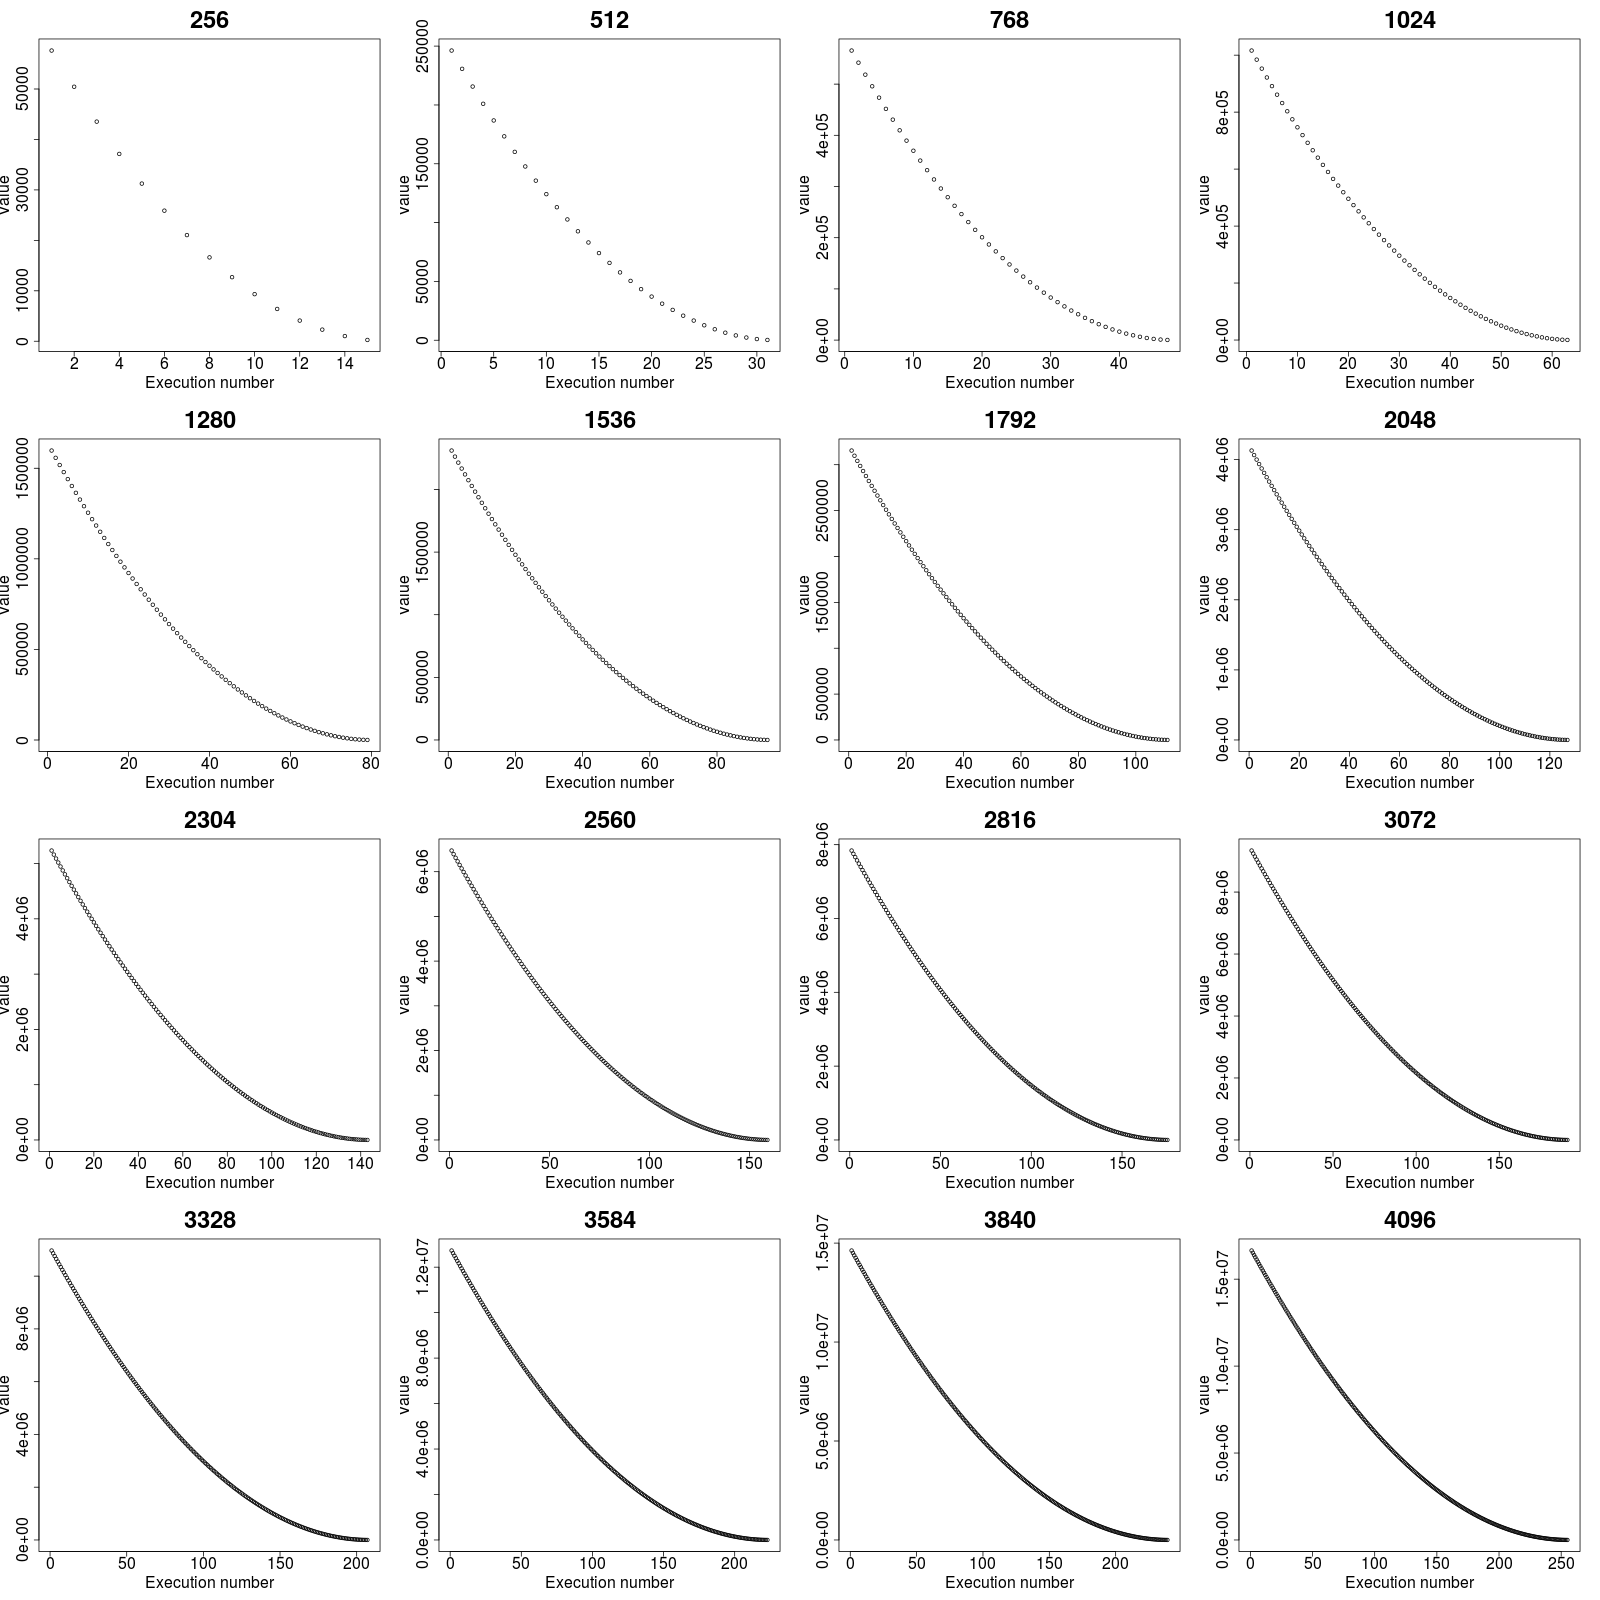 256
512
768
1024
value
0
10000
30000
50000
value
0
50000
150000
250000
value
0e+00
2e+05
4e+05
value
0e+00
4e+05
8e+05
2 4 6 8 10 12 14
0 5 10 15 20 25 30
0 10 20 30 40
0 10 20 30 40 50 60
Execution number
Execution number
Execution number
Execution number
1280
1536
1792
2048
value
0
500000
1000000
1500000
value
0
500000
1500000
value
0
500000
1500000
2500000
value
0e+00
1e+06
2e+06
3e+06
4e+06
0 20 40 60 80
0 20 40 60 80
0 20 40 60 80 100
0 20 40 60 80 100 120
Execution number
Execution number
Execution number
Execution number
2304
2560
2816
3072
value
0e+00
2e+06
4e+06
value
0e+00
2e+06
4e+06
6e+06
value
0e+00
2e+06
4e+06
6e+06
8e+06
value
0e+00
2e+06
4e+06
6e+06
8e+06
0 20 40 60 80 100 120 140
0 50 100 150
0 50 100 150
0 50 100 150
Execution number
Execution number
Execution number
Execution number
3328
3584
3840
4096
value
0e+00
4e+06
8e+06
value
0.0e+00
4.0e+06
8.0e+06
1.2e+07
value
0.0e+00
5.0e+06
1.0e+07
1.5e+07
value
0.0e+00
5.0e+06
1.0e+07
1.5e+07
0 50 100 150 200
0 50 100 150 200
0 50 100 150 200
0 50 100 150 200 250
Execution number
Execution number
Execution number
Execution number